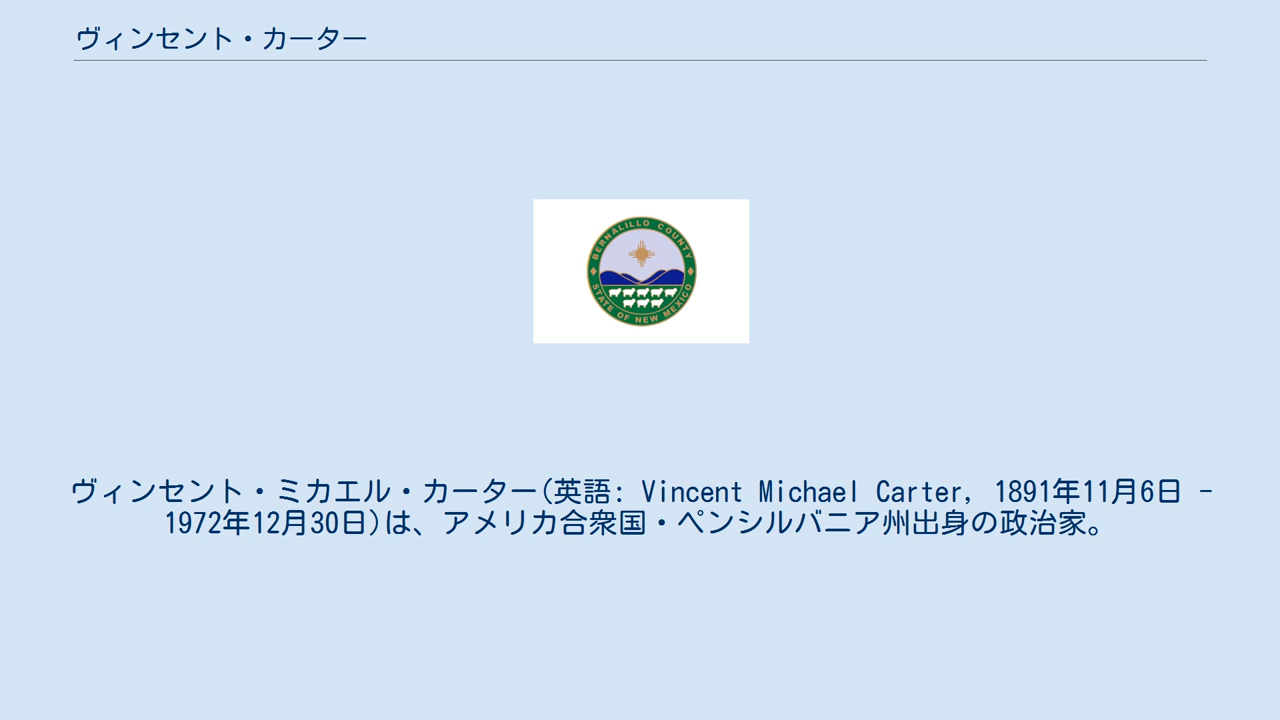 ヴィンセント・カーター
BERNALILLO COUNTY
STATE OF NEW MEXICO
ヴィンセント・ミカエル・カーター(英語: Vincent Michael Carter, 1891年11月6日 -
1972年12月30日)は、アメリカ合衆国・ペンシルバニア州出身の政治家。